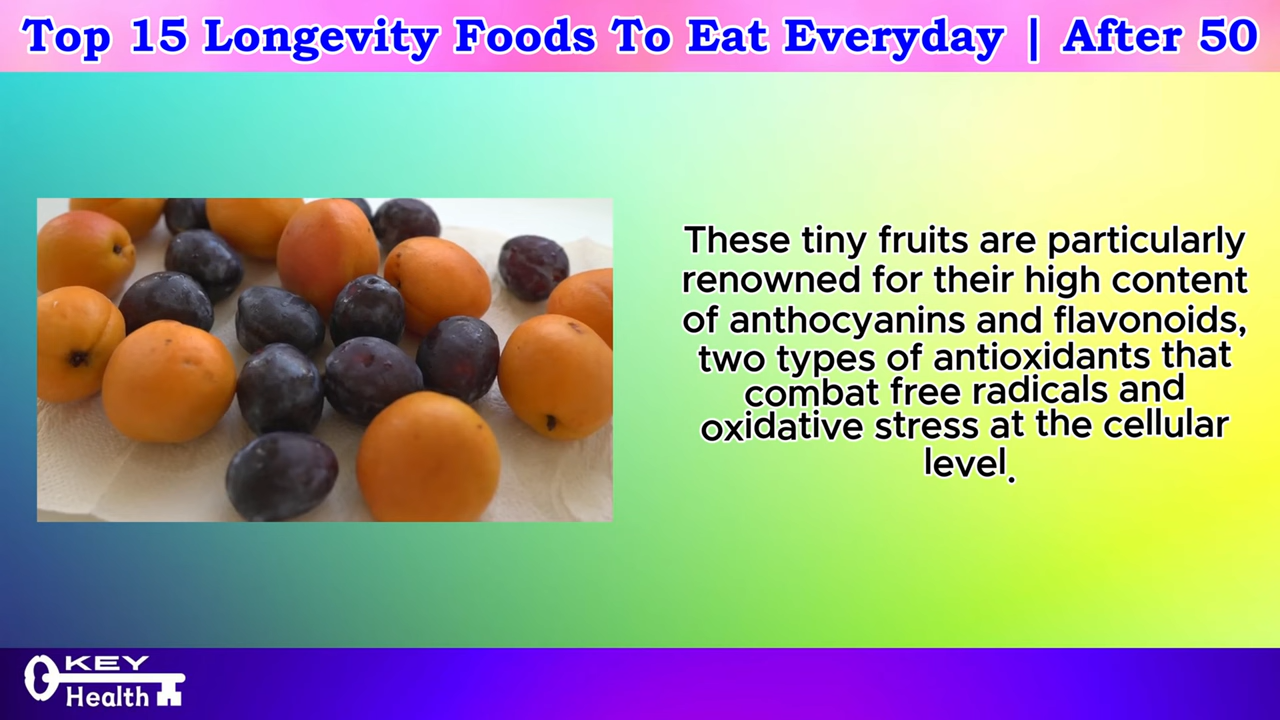 Top 15 Longevity Foods To Eat Everyday | After 50
These tiny fruits are particularly
renowned for their high content
of anthocyanins and flavonoids,
two types of antioxidants that
combat free radicals and
oxidative stress at the cellular
level.
KEY
Health